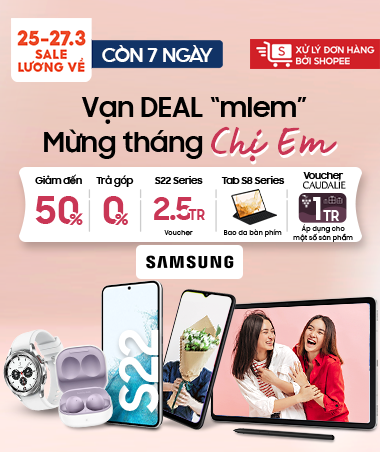 25-27.3
SALE
LƯƠNG VỀ
CÒN 7 NGÀY
S
XỬ LÝ ĐƠN HÀNG
BỞI SHOPEE
Vạn DEAL “mlem”
Mừng tháng Chị Em
Giảm đến
50%
Trả góp
0%
S22 Series
2.5TR
Voucher
Tab S8 Series
Bao da bàn phím
Voucher
CAUDALIE
1TR
Áp dụng cho
một số sản phẩm
SAMSUNG
S22